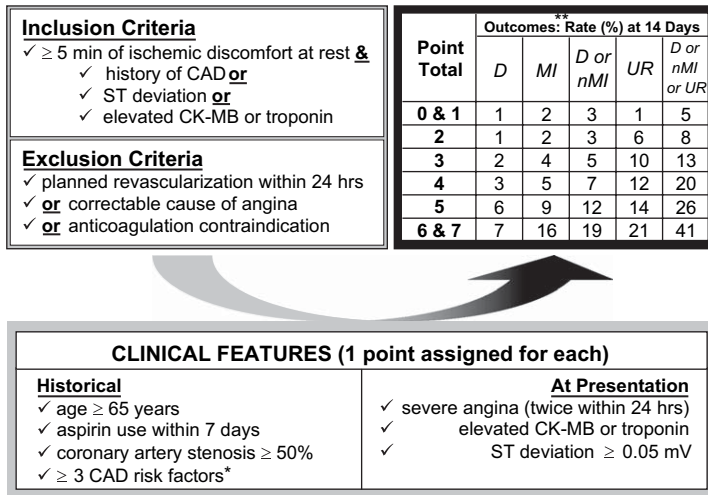 Inclusion Criteria
✓ ≥ 5 min of ischemic discomfort at rest &
✓ history of CAD or
✓ ST deviation or
✓ elevated CK-MB or troponin
Exclusion Criteria
✓ planned revascularization within 24 hrs
✓ or correctable cause of angina
✓ or anticoagulation contraindication
Point Total
**
Outcomes: Rate (%) at 14 Days
D MI D or nMI UR D or nMI or UR
0 & 1 1 2 3 1 5
2 1 2 3 6 8
3 2 4 5 10 13
4 3 5 7 12 20
5 6 9 12 14 26
6 & 7 7 16 19 21 41
CLINICAL FEATURES (1 point assigned for each)
Historical
✓ age ≥ 65 years
✓ aspirin use within 7 days
✓ coronary artery stenosis ≥ 50%
✓ ≥ 3 CAD risk factors*
At Presentation
✓ severe angina (twice within 24 hrs)
✓ elevated CK-MB or troponin
✓ ST deviation ≥ 0.05 mV